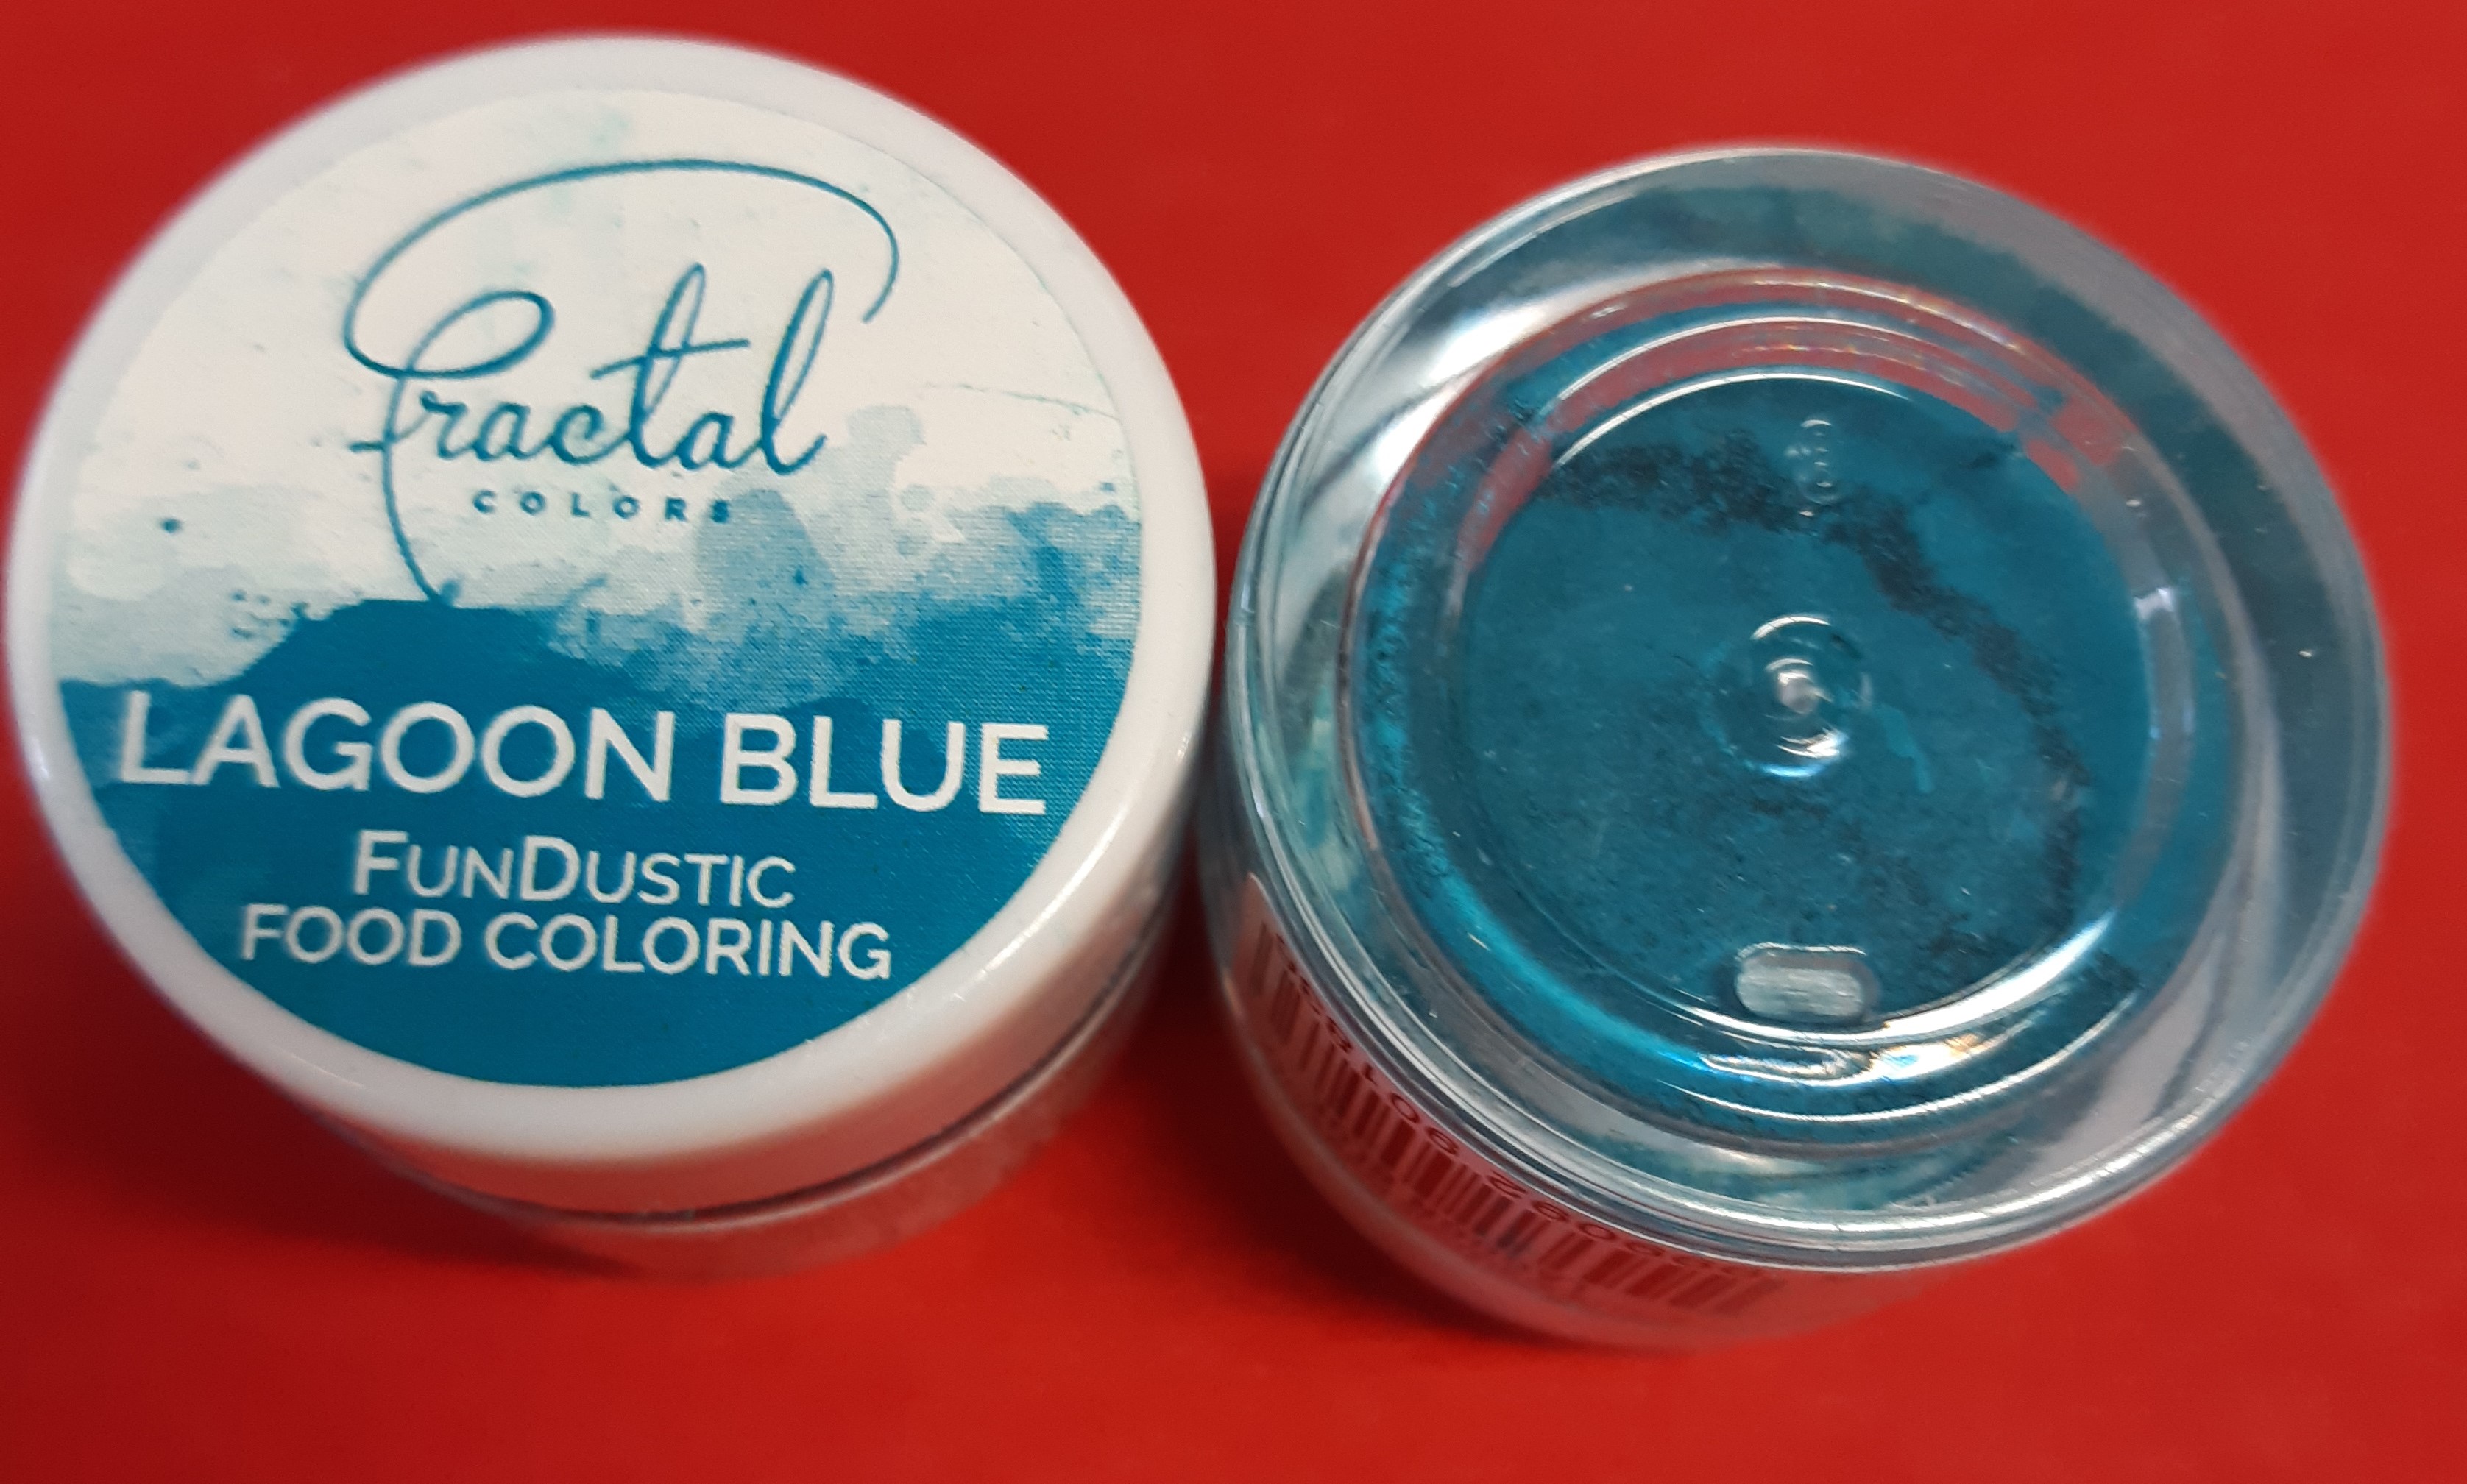 Fractal
COLORS
LAGOON BLUE
FUNDUSTIC
FOOD COLORING